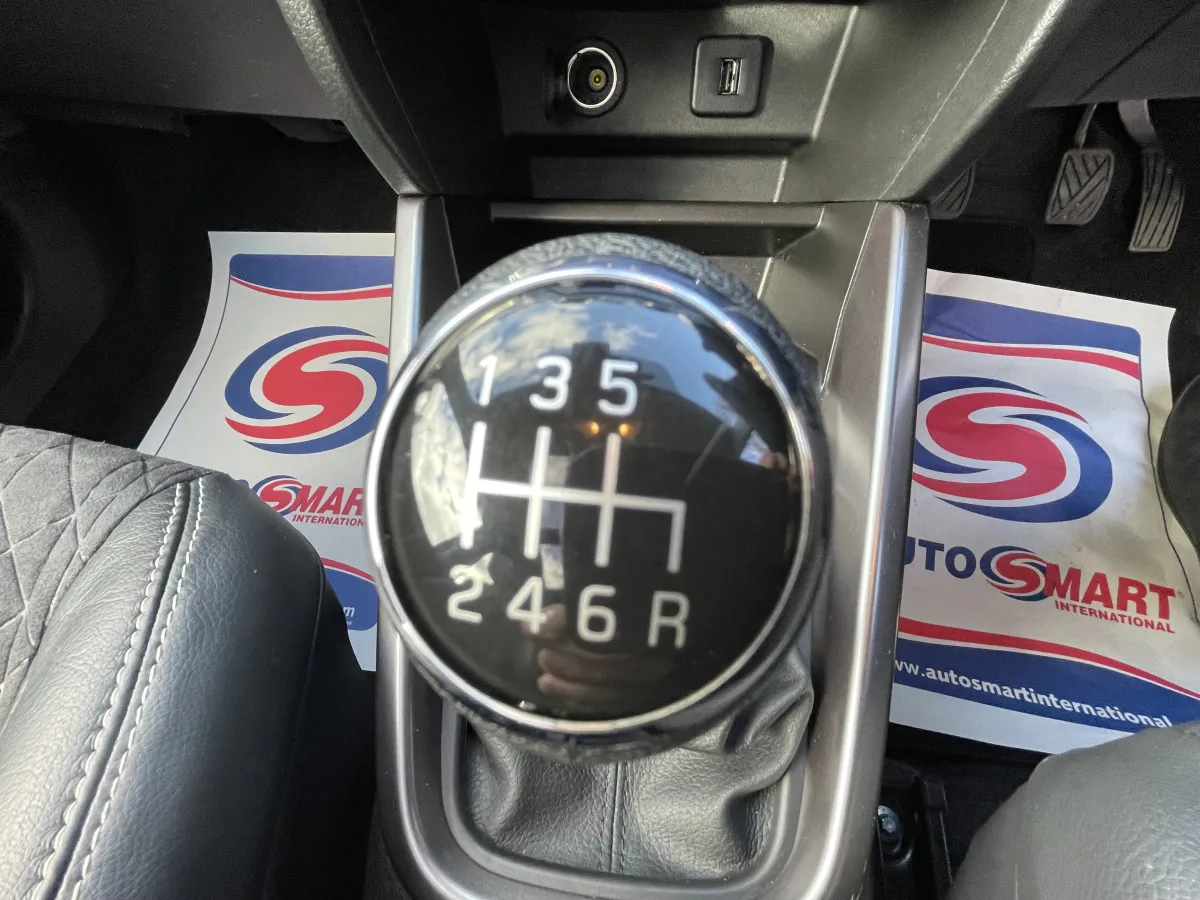 1 3 5
2 4 6 R
SMART
INTERNATIONAL
m
AUTOSMART
INTERNATIONAL
www.autosmartinternational